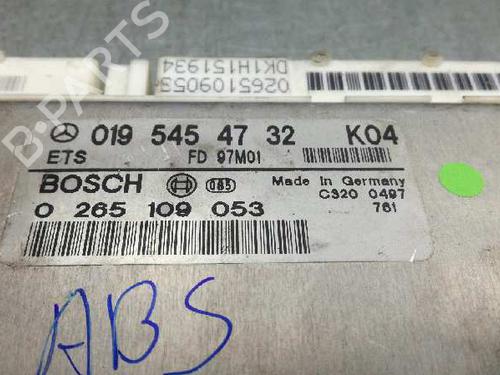 0265109053
DK1H151934
019 545 47 32 K04
ETS FD 97M01
BOSCH 065 Made in Germany
C320 0497
0 265 109 053 761
ABS
B-Parts